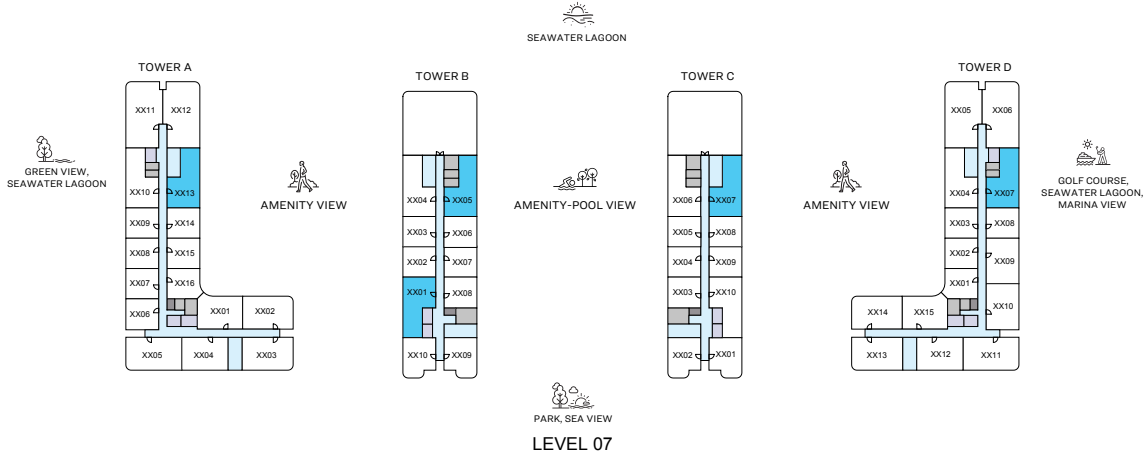 SEAWATER LAGOON
TOWER A
TOWER B
TOWER C
TOWER D
XX11 XX12
XX10 XX13
XX09 XX14
XX08 XX15
XX07 XX16
XX06 XX01 XX02
XX05 XX04 XX03
XX04 XX05
XX03 XX06
XX02 XX07
XX01 XX08
XX10 XX09
XX06 XX07
XX05 XX08
XX04 XX09
XX03 XX10
XX02 XX01
XX05 XX06
XX04 XX07
XX03 XX08
XX02 XX09
XX01
XX10
XX14 XX15
XX13 XX12 XX11
GREEN VIEW,
SEAWATER LAGOON
AMENITY VIEW
AMENITY-POOL VIEW
AMENITY VIEW
GOLF COURSE,
SEAWATER LAGOON,
MARINA VIEW
PARK, SEA VIEW
LEVEL 07